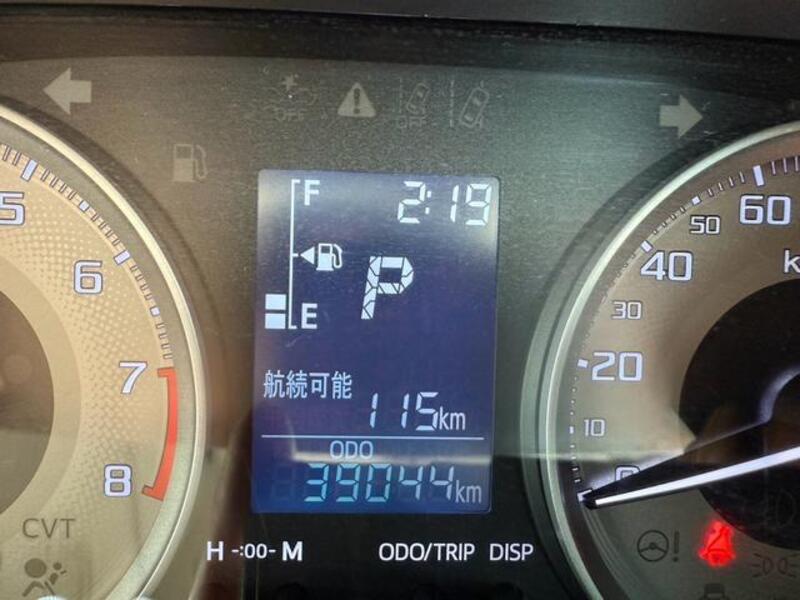 OFF
OFF
F
2:19
P
E
航続可能
115km
ODO
39044km
5
6
7
8
CVT
H -:00- M
ODO/TRIP DISP
60
50
40
30
20
10
0
k